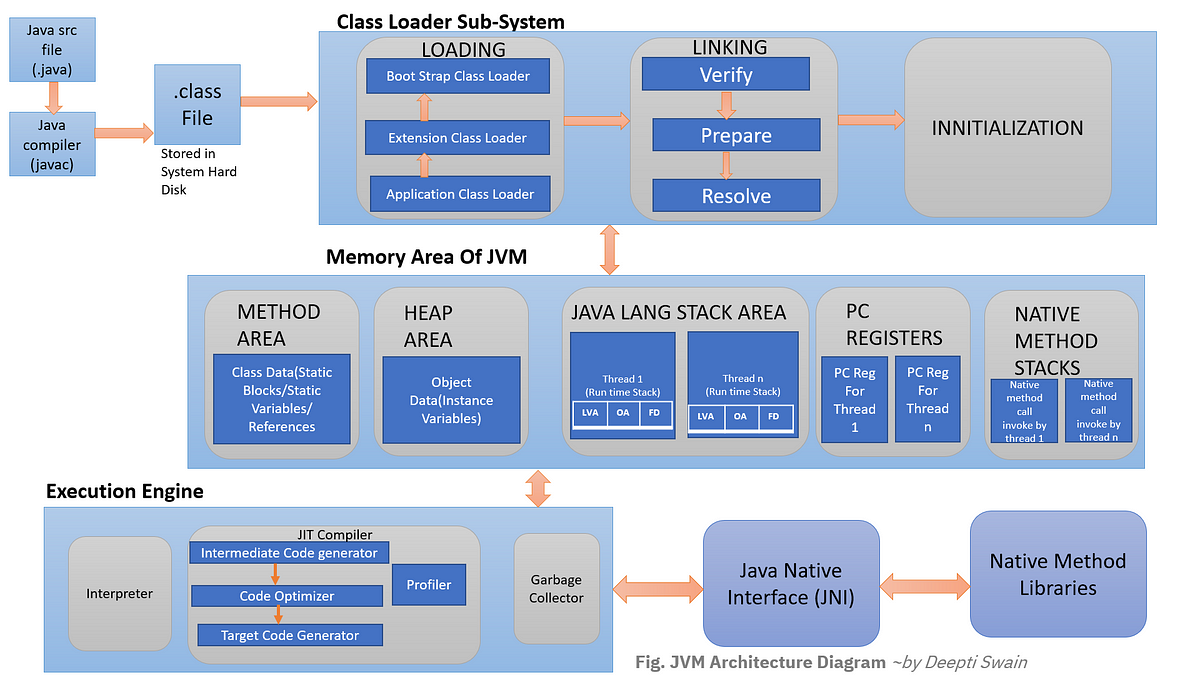 Java src
file
(.java)
Java
compiler
(javac)
.class
File
Stored in
System Hard
Disk
Class Loader Sub-System
LOADING
Boot Strap Class Loader
Extension Class Loader
Application Class Loader
LINKING
Verify
Prepare
Resolve
INNITIALIZATION
Memory Area Of JVM
METHOD
AREA
Class Data(Static
Blocks/Static
Variables/
References
HEAP
AREA
Object
Data(Instance
Variables)
JAVA LANG STACK AREA
Thread 1
(Run time Stack)
LVA
OA
FD
Thread n
(Run time Stack)
LVA
OA
FD
PC
REGISTERS
PC Reg
For
Thread
1
PC Reg
For
Thread
n
NATIVE
METHOD
STACKS
Native
method
call
invoke by
thread 1
Native
method
call
invoke by
thread n
Execution Engine
Interpreter
JIT Compiler
Intermediate Code generator
Code Optimizer
Target Code Generator
Profiler
Garbage
Collector
Java Native
Interface (JNI)
Native Method
Libraries
Fig. JVM Architecture Diagram ~by Deepti Swain